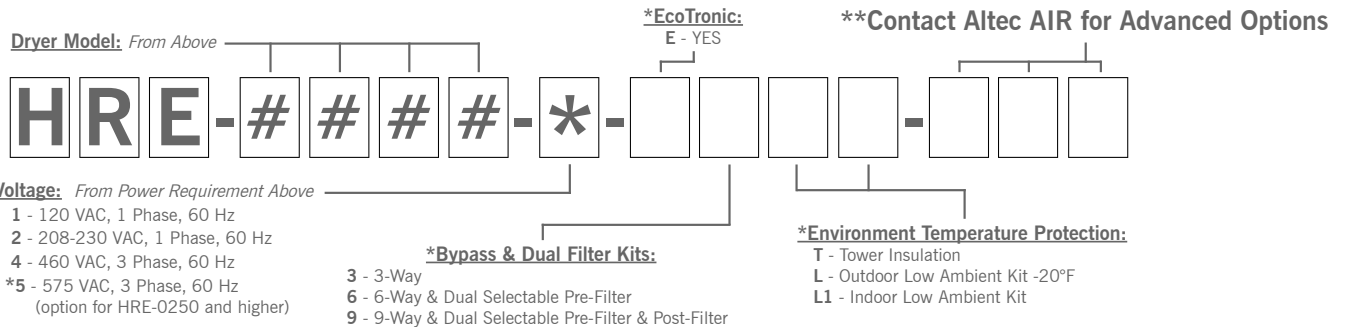 *EcoTronic:
E - YES
**Contact Altec AIR for Advanced Options
Dryer Model: From Above
HRE-####-*- -
Voltage: From Power Requirement Above
1 - 120 VAC, 1 Phase, 60 Hz
2 - 208-230 VAC, 1 Phase, 60 Hz
4 - 460 VAC, 3 Phase, 60 Hz
*5 - 575 VAC, 3 Phase, 60 Hz
(option for HRE-0250 and higher)
*Bypass & Dual Filter Kits:
3 - 3-Way
6 - 6-Way & Dual Selectable Pre-Filter
9 - 9-Way & Dual Selectable Pre-Filter & Post-Filter
*Environment Temperature Protection:
T - Tower Insulation
L - Outdoor Low Ambient Kit -20°F
L1 - Indoor Low Ambient Kit